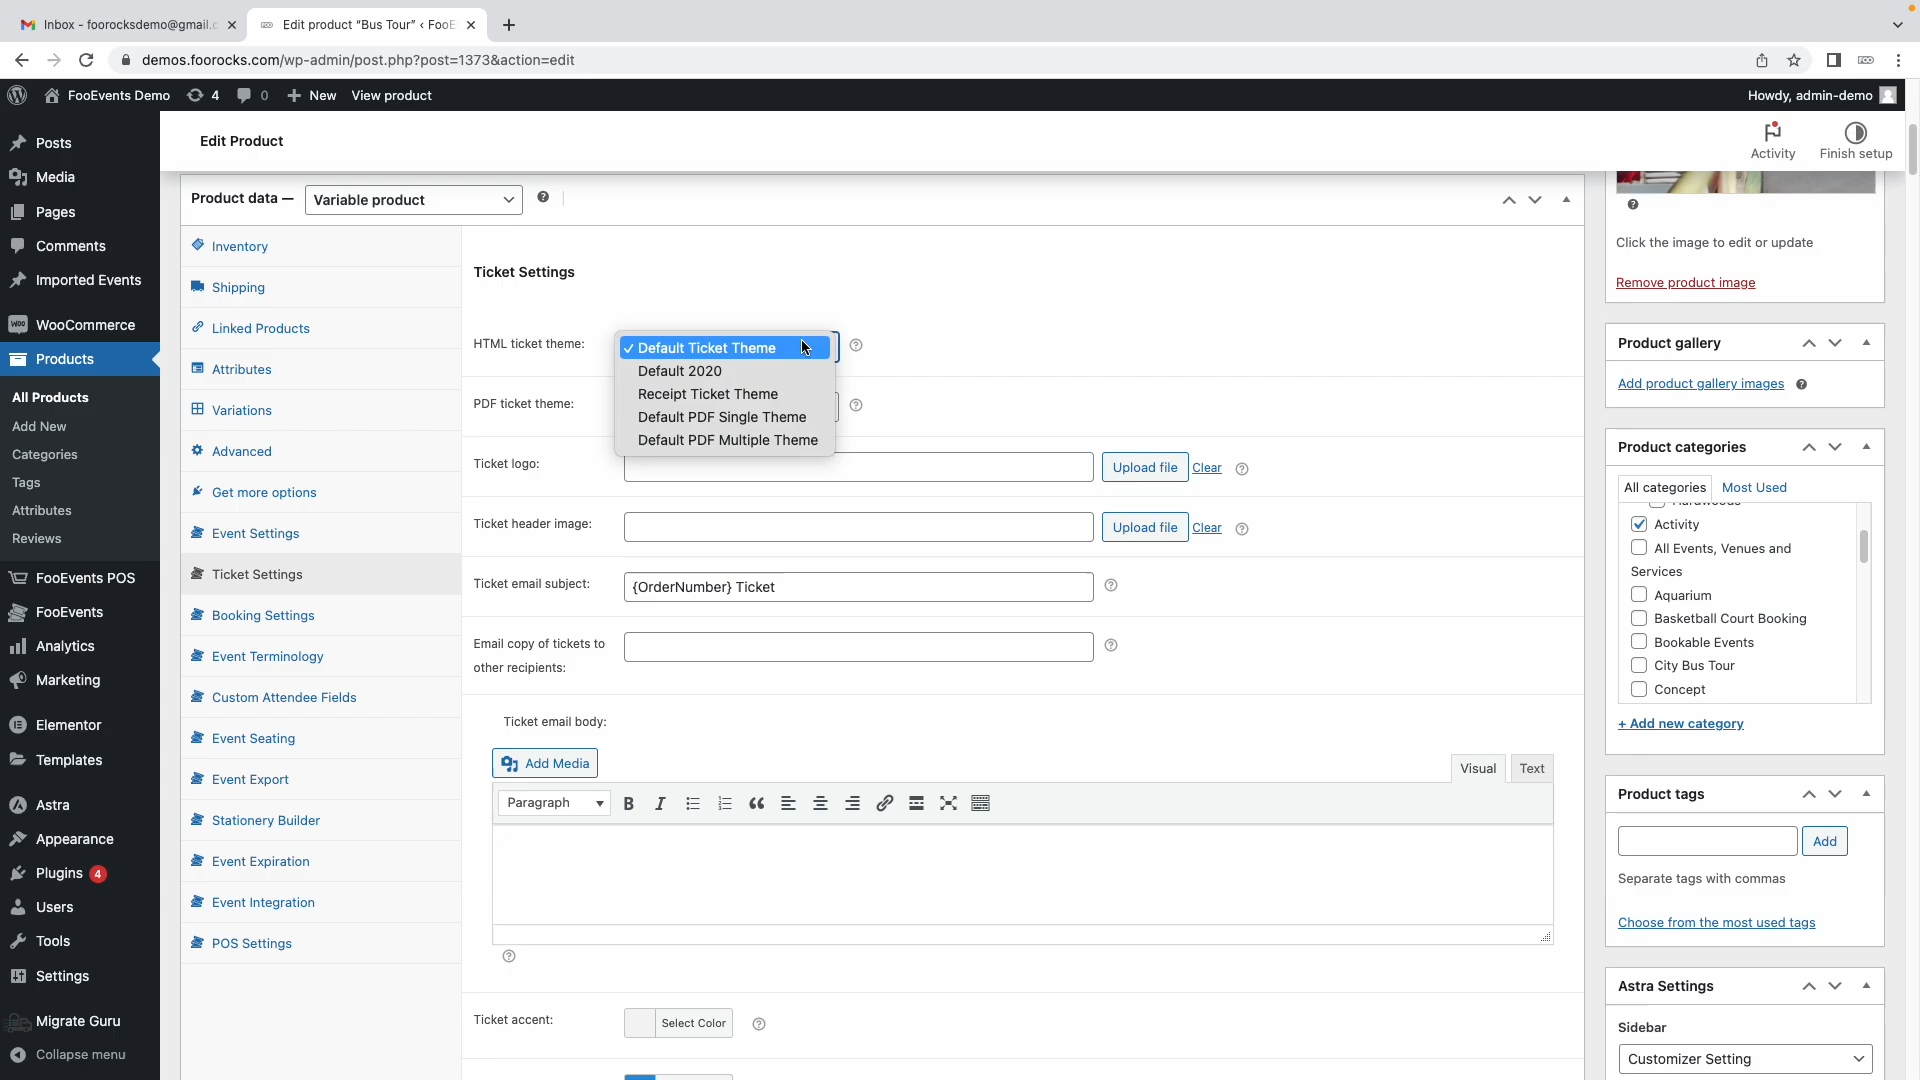 Inbox - foorocksdemo@gmail.c
Edit product "Bus Tour" ‹ FooE
demos.foorocks.com/wp-admin/post.php?post=1373&action=edit
FooEvents Demo
4
0
New
View product
Howdy, admin-demo
Posts
Media
Pages
Comments
Imported Events
WooCommerce
Products
All Products
Add New
Categories
Tags
Attributes
Reviews
FooEvents POS
FooEvents
Analytics
Marketing
Elementor
Templates
Astra
Appearance
Plugins 4
Users
Tools
Settings
Migrate Guru
Collapse menu
Edit Product
Activity
Finish setup
Product data —
Variable product
Inventory
Shipping
Linked Products
Attributes
Variations
Advanced
Get more options
Event Settings
Ticket Settings
Booking Settings
Event Terminology
Custom Attendee Fields
Event Seating
Event Export
Stationery Builder
Event Expiration
Event Integration
POS Settings
Ticket Settings
HTML ticket theme:
Default Ticket Theme
Default 2020
Receipt Ticket Theme
Default PDF Single Theme
Default PDF Multiple Theme
PDF ticket theme:
Ticket logo:
Upload file
Clear
Ticket header image:
Upload file
Clear
Ticket email subject:
{OrderNumber} Ticket
Email copy of tickets to
other recipients:
Ticket email body:
Add Media
Visual
Text
Paragraph
Ticket accent:
Select Color
Click the image to edit or update
Remove product image
Product gallery
Add product gallery images
Product categories
All categories
Most Used
Activity
All Events, Venues and
Services
Aquarium
Basketball Court Booking
Bookable Events
City Bus Tour
Concept
+ Add new category
Product tags
Add
Separate tags with commas
Choose from the most used tags
Astra Settings
Sidebar
Customizer Setting